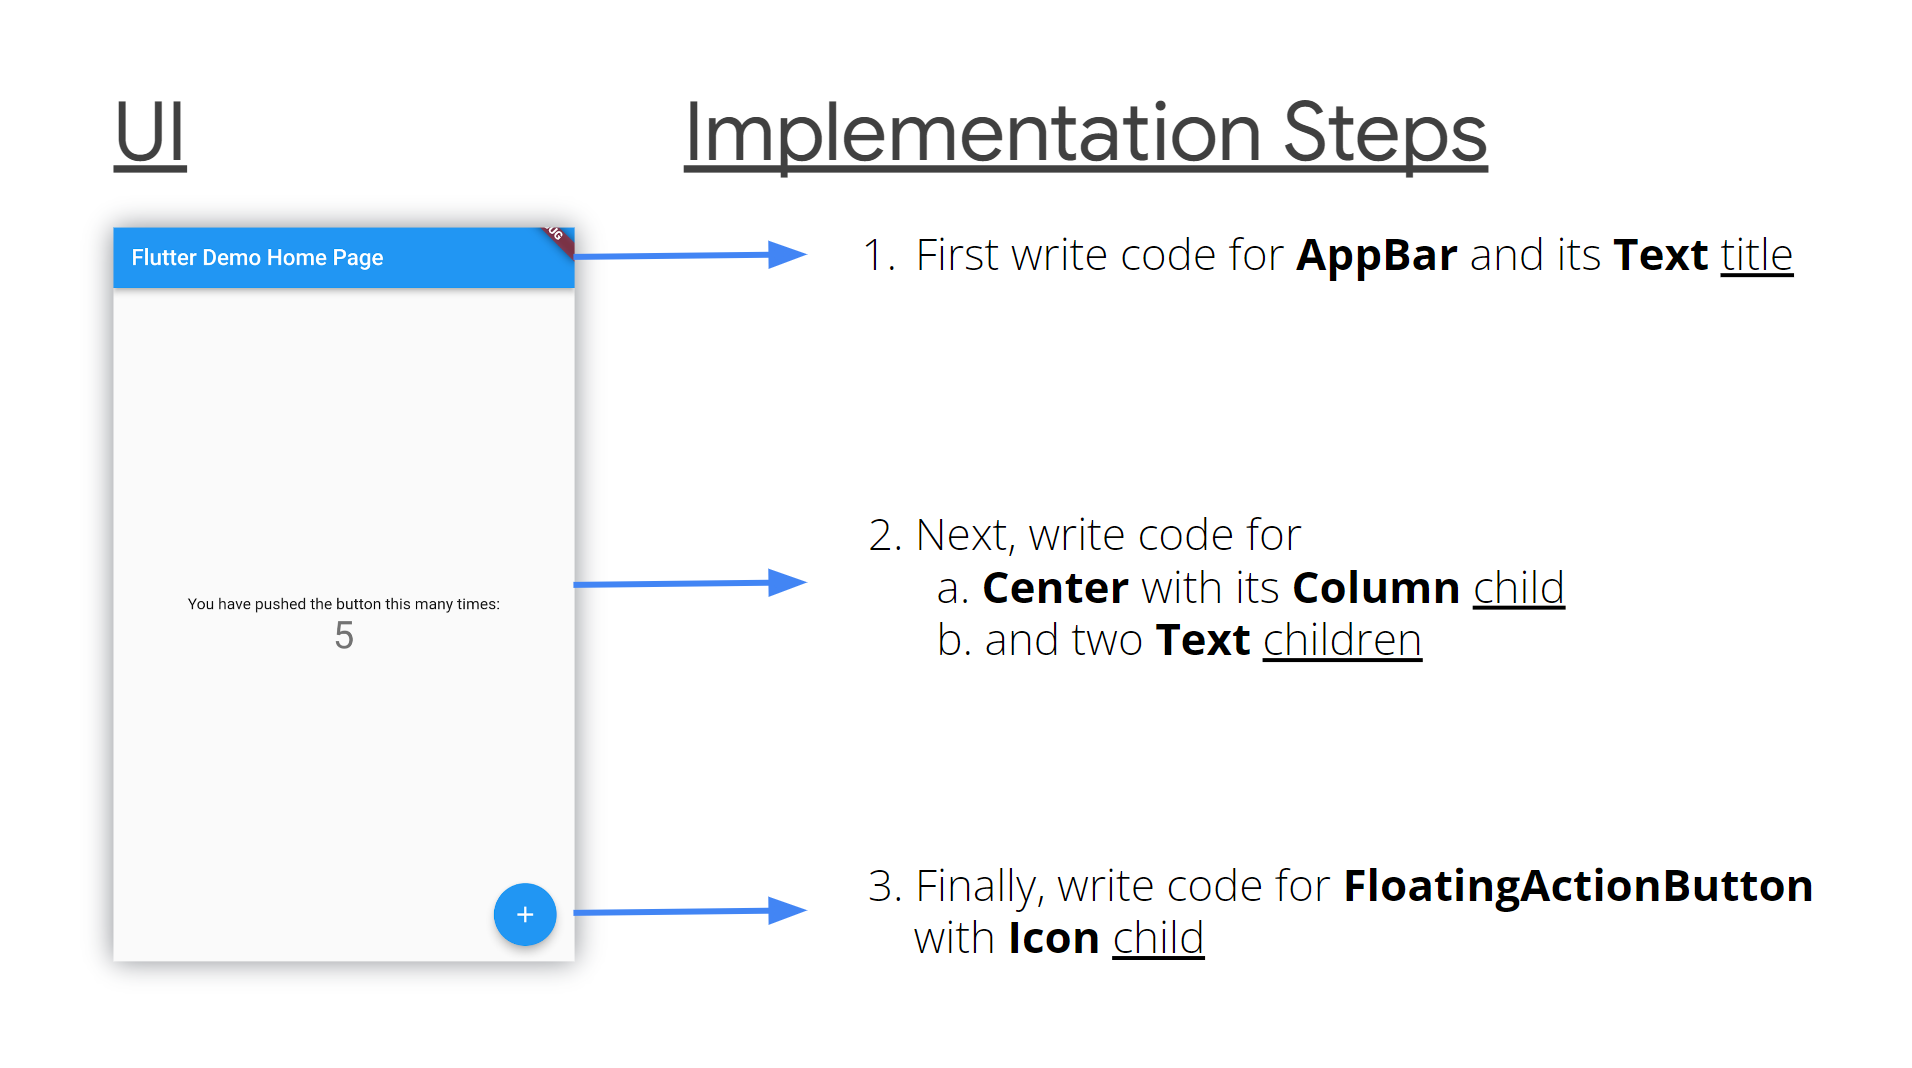 UI
Implementation Steps
Flutter Demo Home Page
1. First write code for AppBar and its Text title
2. Next, write code for
a. Center with its Column child
b. and two Text children
You have pushed the button this many times:
5
3. Finally, write code for FloatingActionButton
with Icon child
+